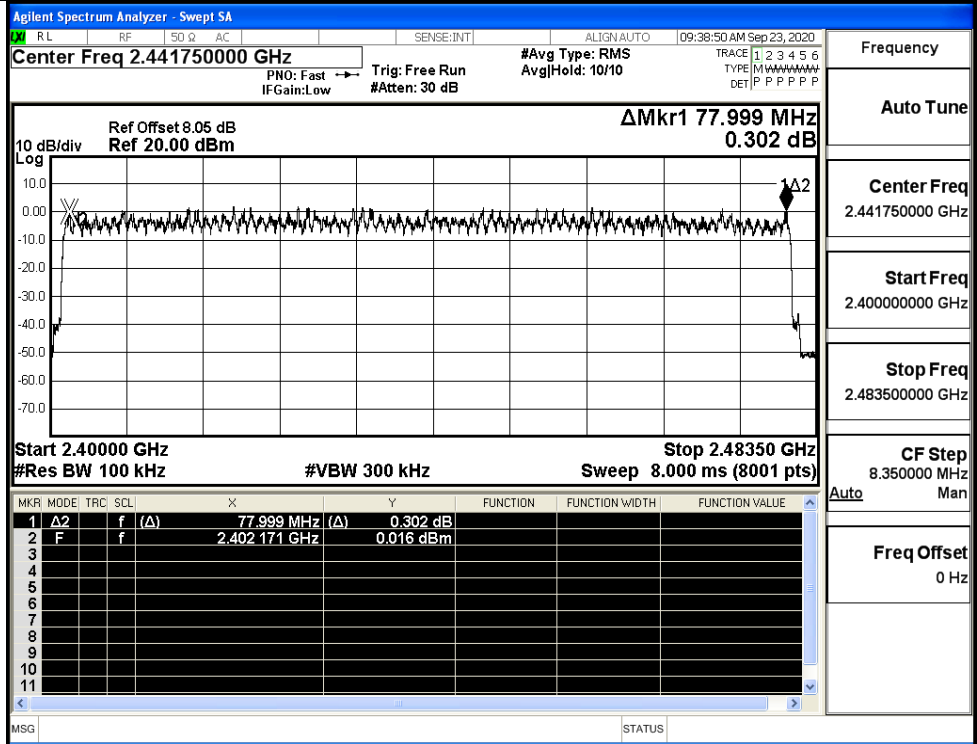 Agilent Spectrum Analyzer - Swept SA
LXI RL RF 50 Ω AC SENSE:INT ALIGN AUTO 09:38:50 AM Sep 23, 2020
Center Freq 2.441750000 GHz
PNO: Fast
IFGain:Low
Trig: Free Run
#Atten: 30 dB
#Avg Type: RMS
Avg|Hold: 10/10
TRACE 1 2 3 4 5 6
TYPE M W W W W W
DET P P P P P P
ΔMkr1 77.999 MHz
0.302 dB
Ref Offset 8.05 dB
10 dB/div Ref 20.00 dBm
Log
10.0
0.00
-10.0
-20.0
-30.0
-40.0
-50.0
-60.0
-70.0
1Δ2
Start 2.40000 GHz Stop 2.48350 GHz
#Res BW 100 kHz #VBW 300 kHz Sweep 8.000 ms (8001 pts)
MKR MODE TRC SCL X Y FUNCTION FUNCTION WIDTH FUNCTION VALUE
1 Δ2 f (Δ) 77.999 MHz (Δ) 0.302 dB
2 F f 2.402 171 GHz 0.016 dBm
3
4
5
6
7
8
9
10
11
MSG STATUS
Frequency
Auto Tune
Center Freq
2.441750000 GHz
Start Freq
2.400000000 GHz
Stop Freq
2.483500000 GHz
CF Step
8.350000 MHz
Auto Man
Freq Offset
0 Hz